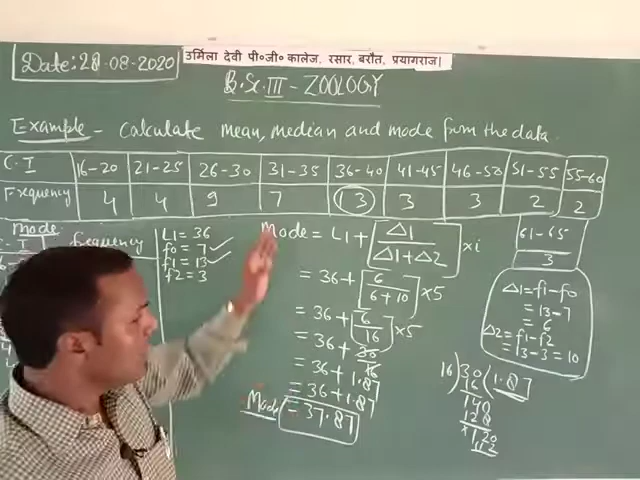 Date: 28-08-2020
उर्मिला देवी पी०जी० कालेज, रसार, बरौत, प्रयागराज।
B.Sc. III - ZOOLOGY
Example - Calculate mean, median and mode from the data.
C.I 16-20 21-25 26-30 31-35 36-40 41-45 46-50 51-55 55-60
Frequency 4 4 9 7 13 3 3 2 2
61-65
3
mode
C-I Frequency
L1 = 36
f0 = 7
f1 = 13
f2 = 3
Mode = L1 + [Δ1 / Δ1+Δ2] × i
= 36 + [6 / 6+10] × 5
= 36 + [6 / 16] × 5
= 36 + 30 / 16
= 36 + 1.87
= 36 + 1.87
Mode = 37.87
Δ1 = f1 - f0
= 13 - 7
= 6
Δ2 = f1 - f2
= 13 - 3 = 10
16) 30 (1.87
16
140
128
120
112